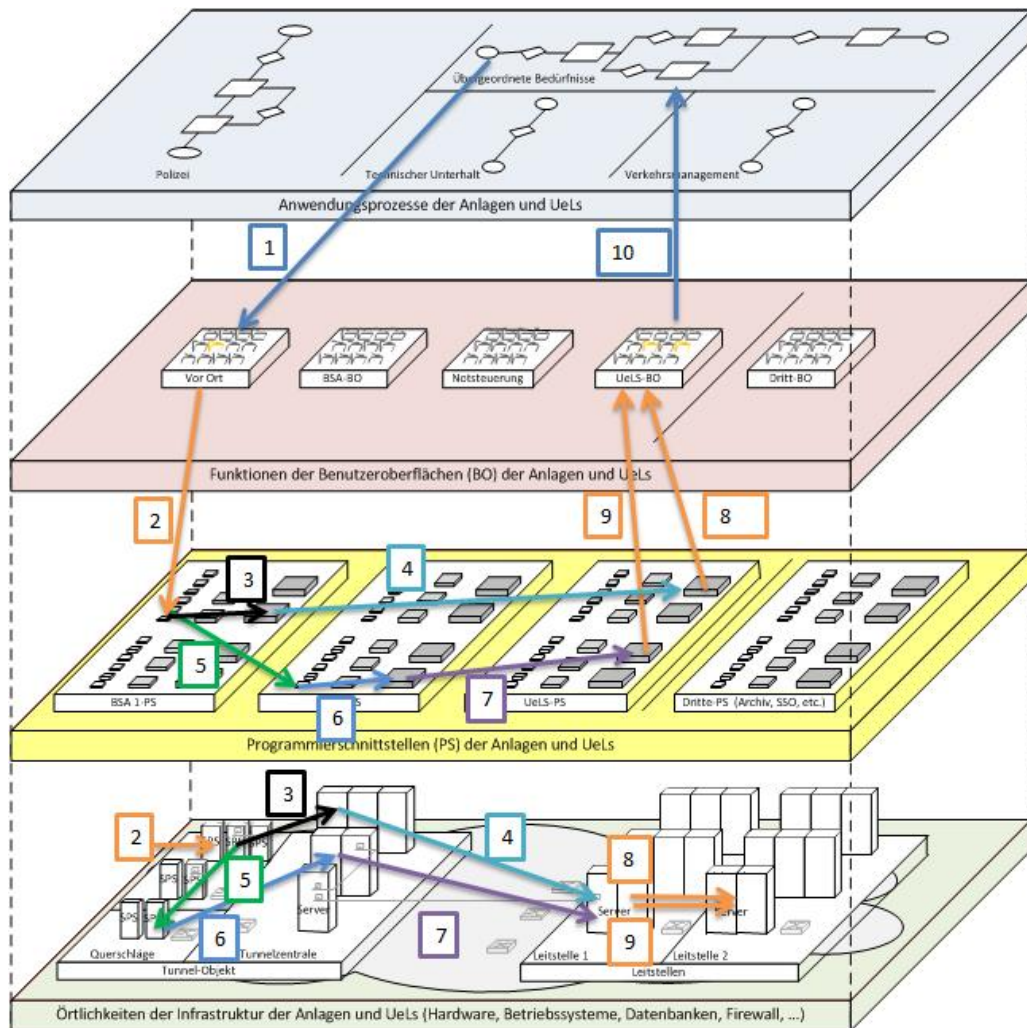 Übergeordnete Bedürfnisse
Polizei
Technischer Unterhalt
Verkehrsmanagement
Anwendungsprozesse der Anlagen und UeLs
1
10
Vor Ort
BSA-BO
Notsteuerung
UeLS-BO
Dritt-BO
Funktionen der Benutzeroberflächen (BO) der Anlagen und UeLs
2
9
8
3
4
5
6
7
BSA 1-PS
UeLS-PS
Dritte-PS (Archiv, SSO, etc.)
Programmierschnittstellen (PS) der Anlagen und UeLs
3
2
SPS
SPS
SPS
4
SPS
SPS
5
8
SPS
SPS
Server
Server
Server
6
7
9
Querschläge
Tunnelzentrale
Leitstelle 1
Leitstelle 2
Tunnel-Objekt
Leitstellen
Örtlichkeiten der Infrastruktur der Anlagen und UeLs (Hardware, Betriebssysteme, Datenbanken, Firewall, ...)